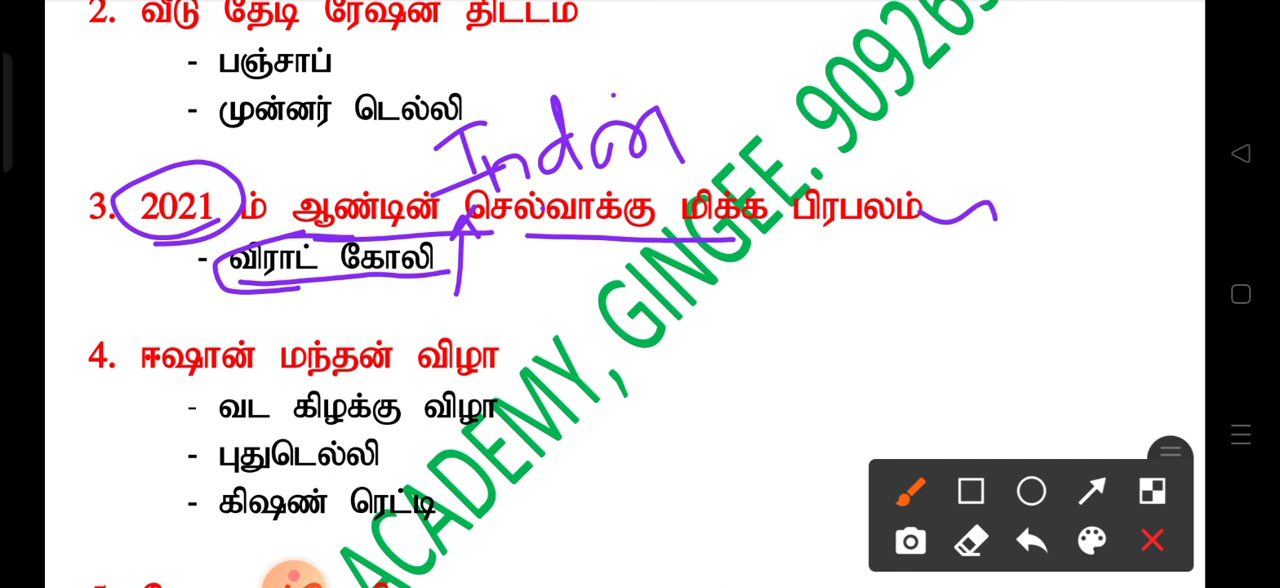 2. வீடு தேடி ரேஷன் திட்டம்
- பஞ்சாப்
- முன்னர் டெல்லி
Indian
3. 2021 ம் ஆண்டின் செல்வாக்கு மிக்க பிரபலம்
- விராட் கோலி
4. ஈஷான் மந்தன் விழா
- வட கிழக்கு விழா
- புதுடெல்லி
- கிஷண் ரெட்டி
ACADEMY, GINGEE. 90926